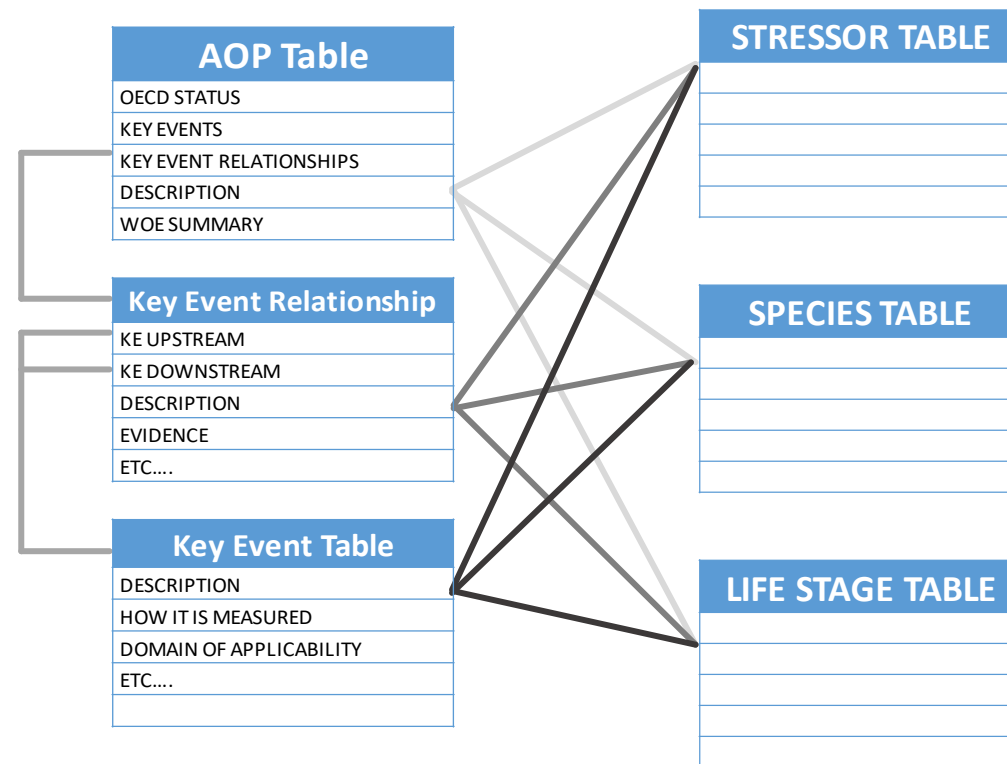 AOP Table
OECD STATUS
KEY EVENTS
KEY EVENT RELATIONSHIPS
DESCRIPTION
WOE SUMMARY
Key Event Relationship
KE UPSTREAM
KE DOWNSTREAM
DESCRIPTION
EVIDENCE
ETC....
Key Event Table
DESCRIPTION
HOW IT IS MEASURED
DOMAIN OF APPLICABILITY
ETC....
STRESSOR TABLE
SPECIES TABLE
LIFE STAGE TABLE